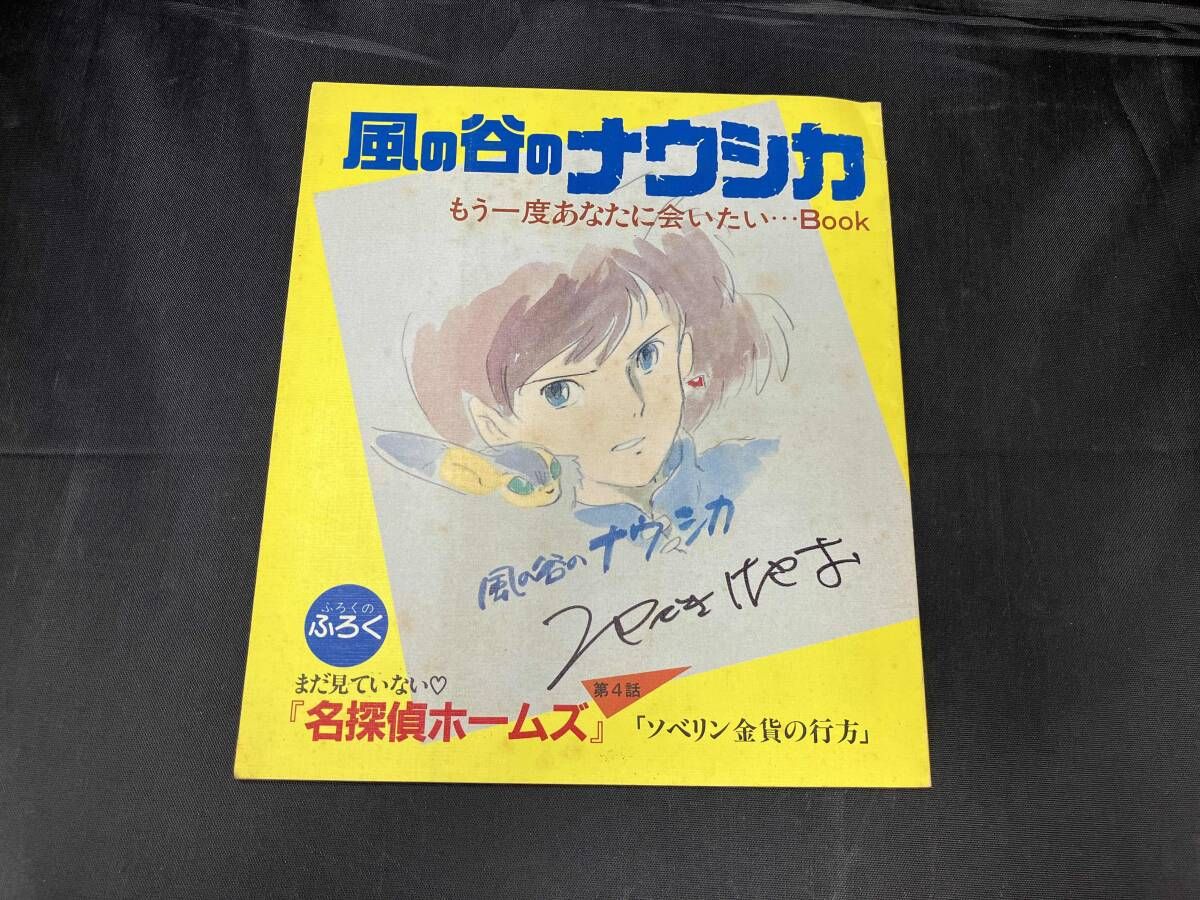 風の谷のナウシカ
もう一度あなたに会いたい…Book
風の谷のナウシカ
ふろくの
ふろく
まだ見ていない♡
第4話
『名探偵ホームズ』「ソベリン金貨の行方」